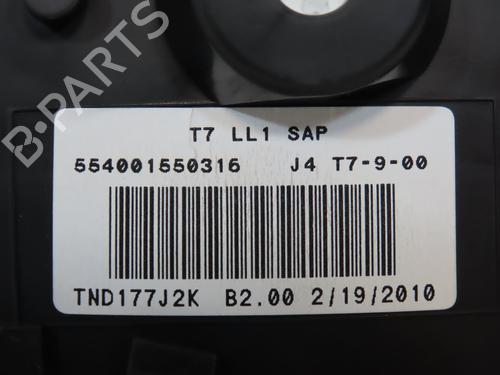 B-PARTS
T7 LL1 SAP
554001550316 J4 T7-9-00
TND177J2K B2.00 2/19/2010